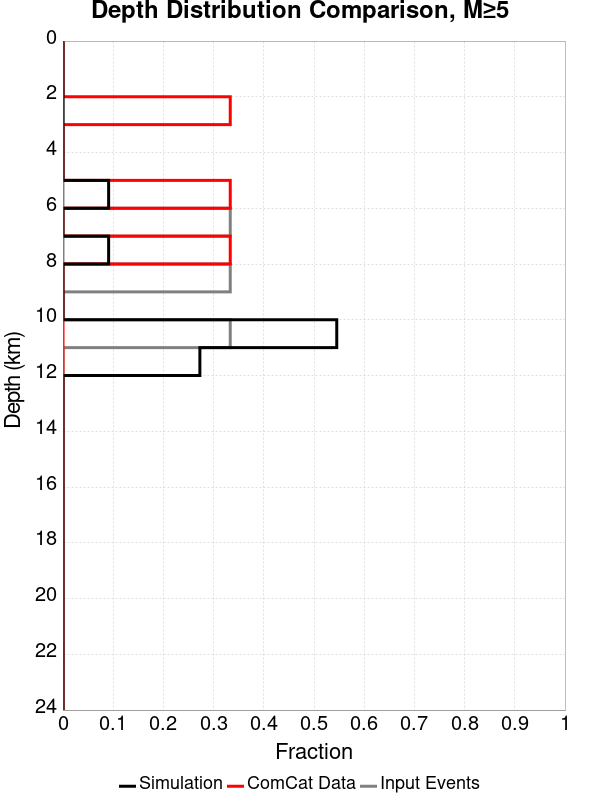 Depth Distribution Comparison, M≥5
0
2
4
6
8
10
12
14
16
18
20
22
24
Depth (km)
0 0.1 0.2 0.3 0.4 0.5 0.6 0.7 0.8 0.9 1
Fraction
Simulation ComCat Data Input Events